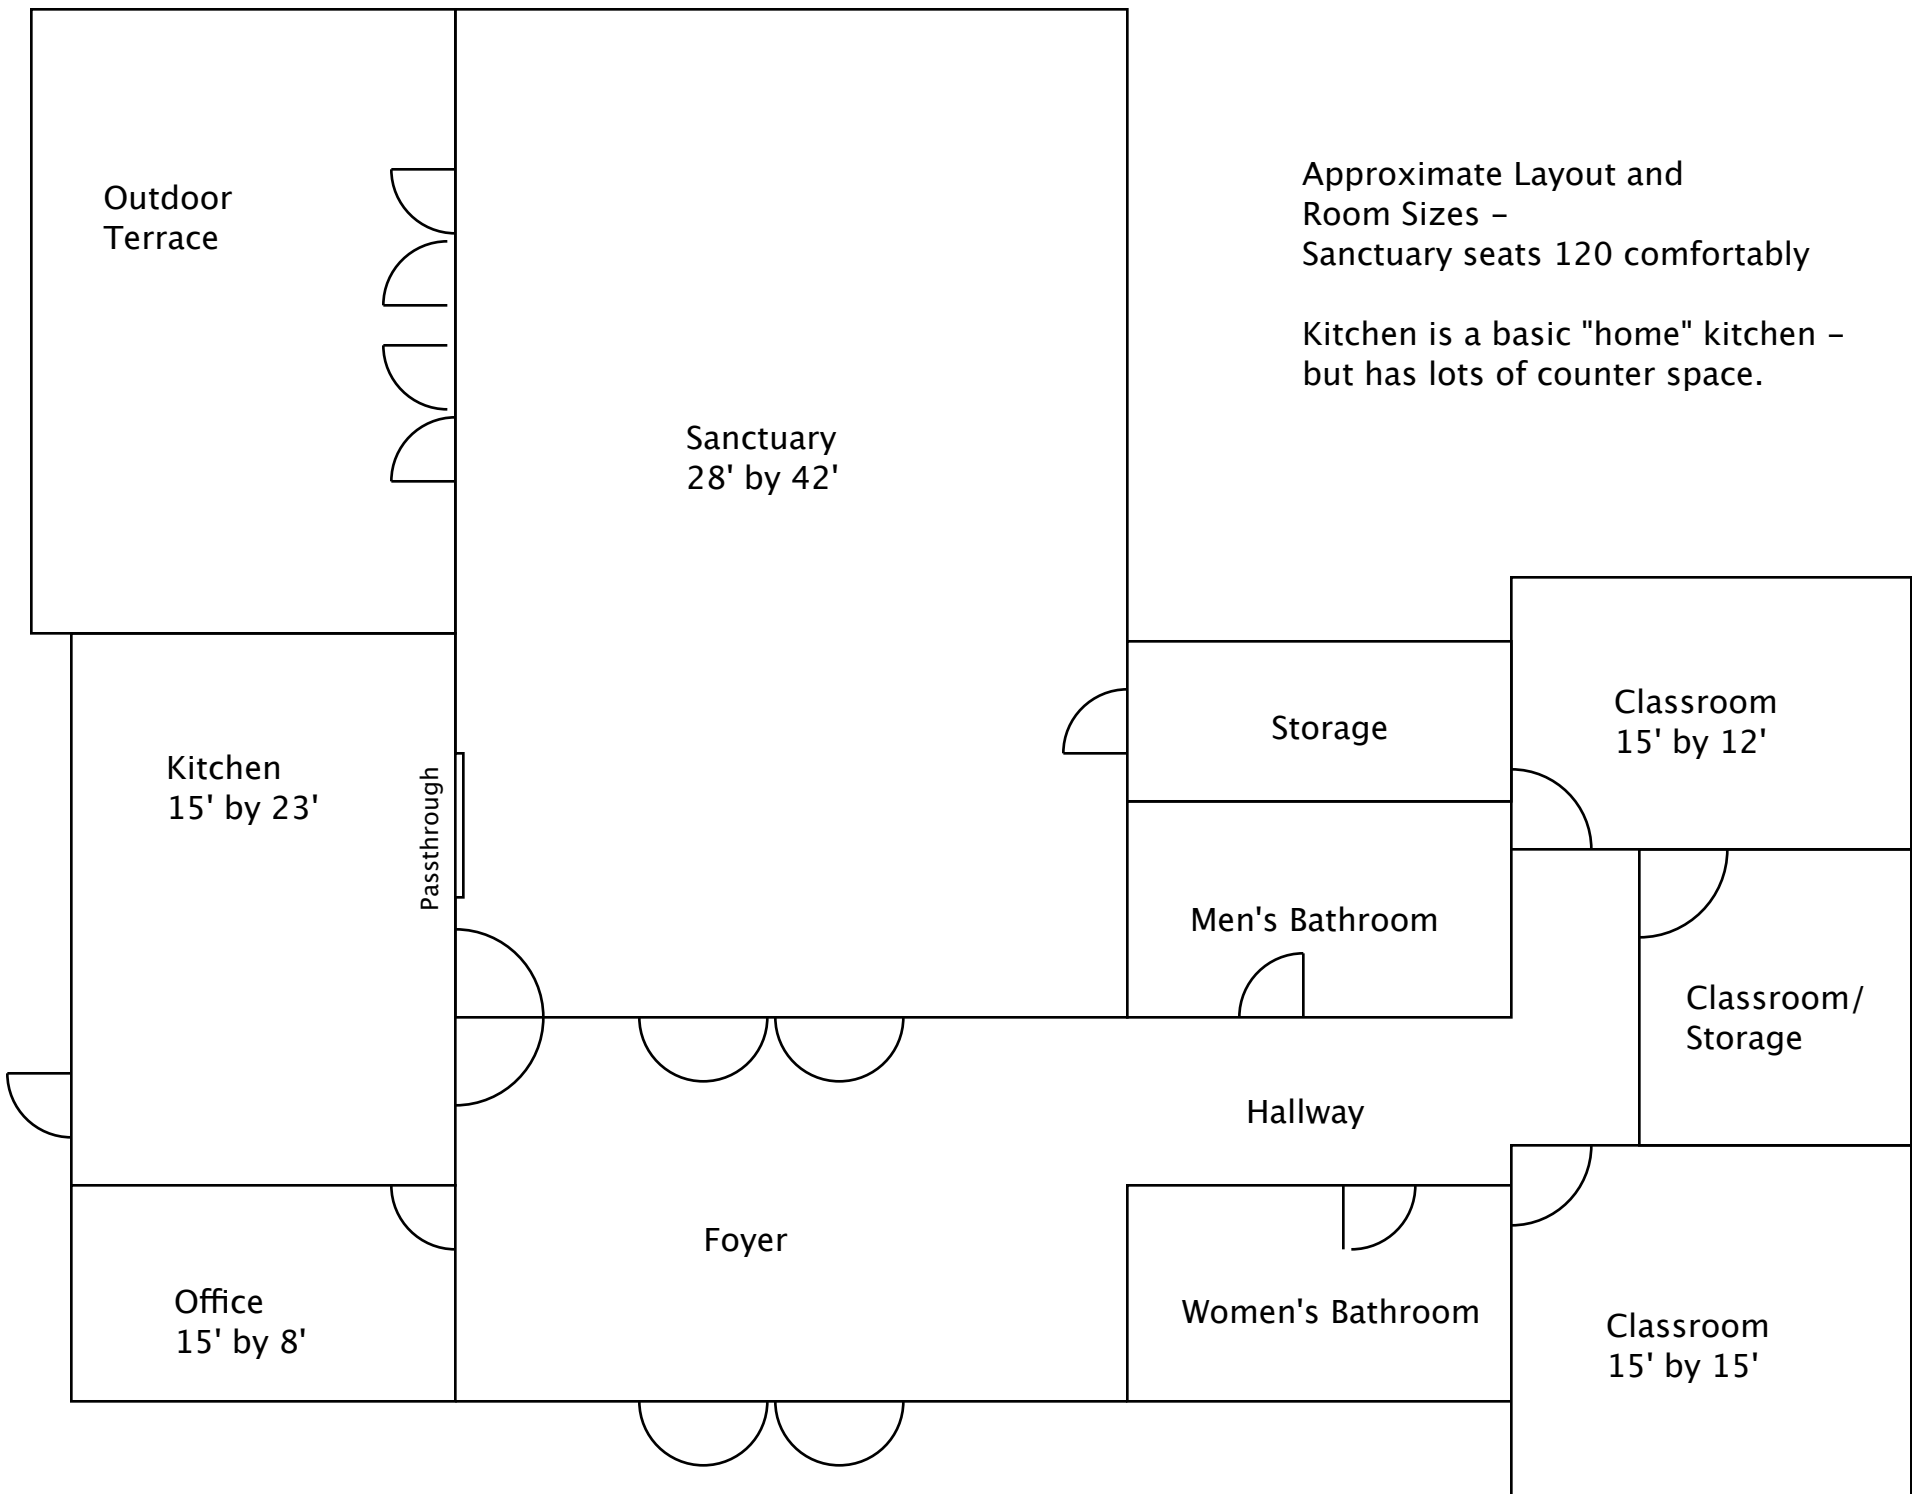 Outdoor
Terrace
Approximate Layout and
Room Sizes –
Sanctuary seats 120 comfortably
Kitchen is a basic "home" kitchen –
but has lots of counter space.
Sanctuary
28' by 42'
Kitchen
15' by 23'
Passthrough
Storage
Classroom
15' by 12'
Men's Bathroom
Classroom/
Storage
Hallway
Foyer
Office
15' by 8'
Women's Bathroom
Classroom
15' by 15'